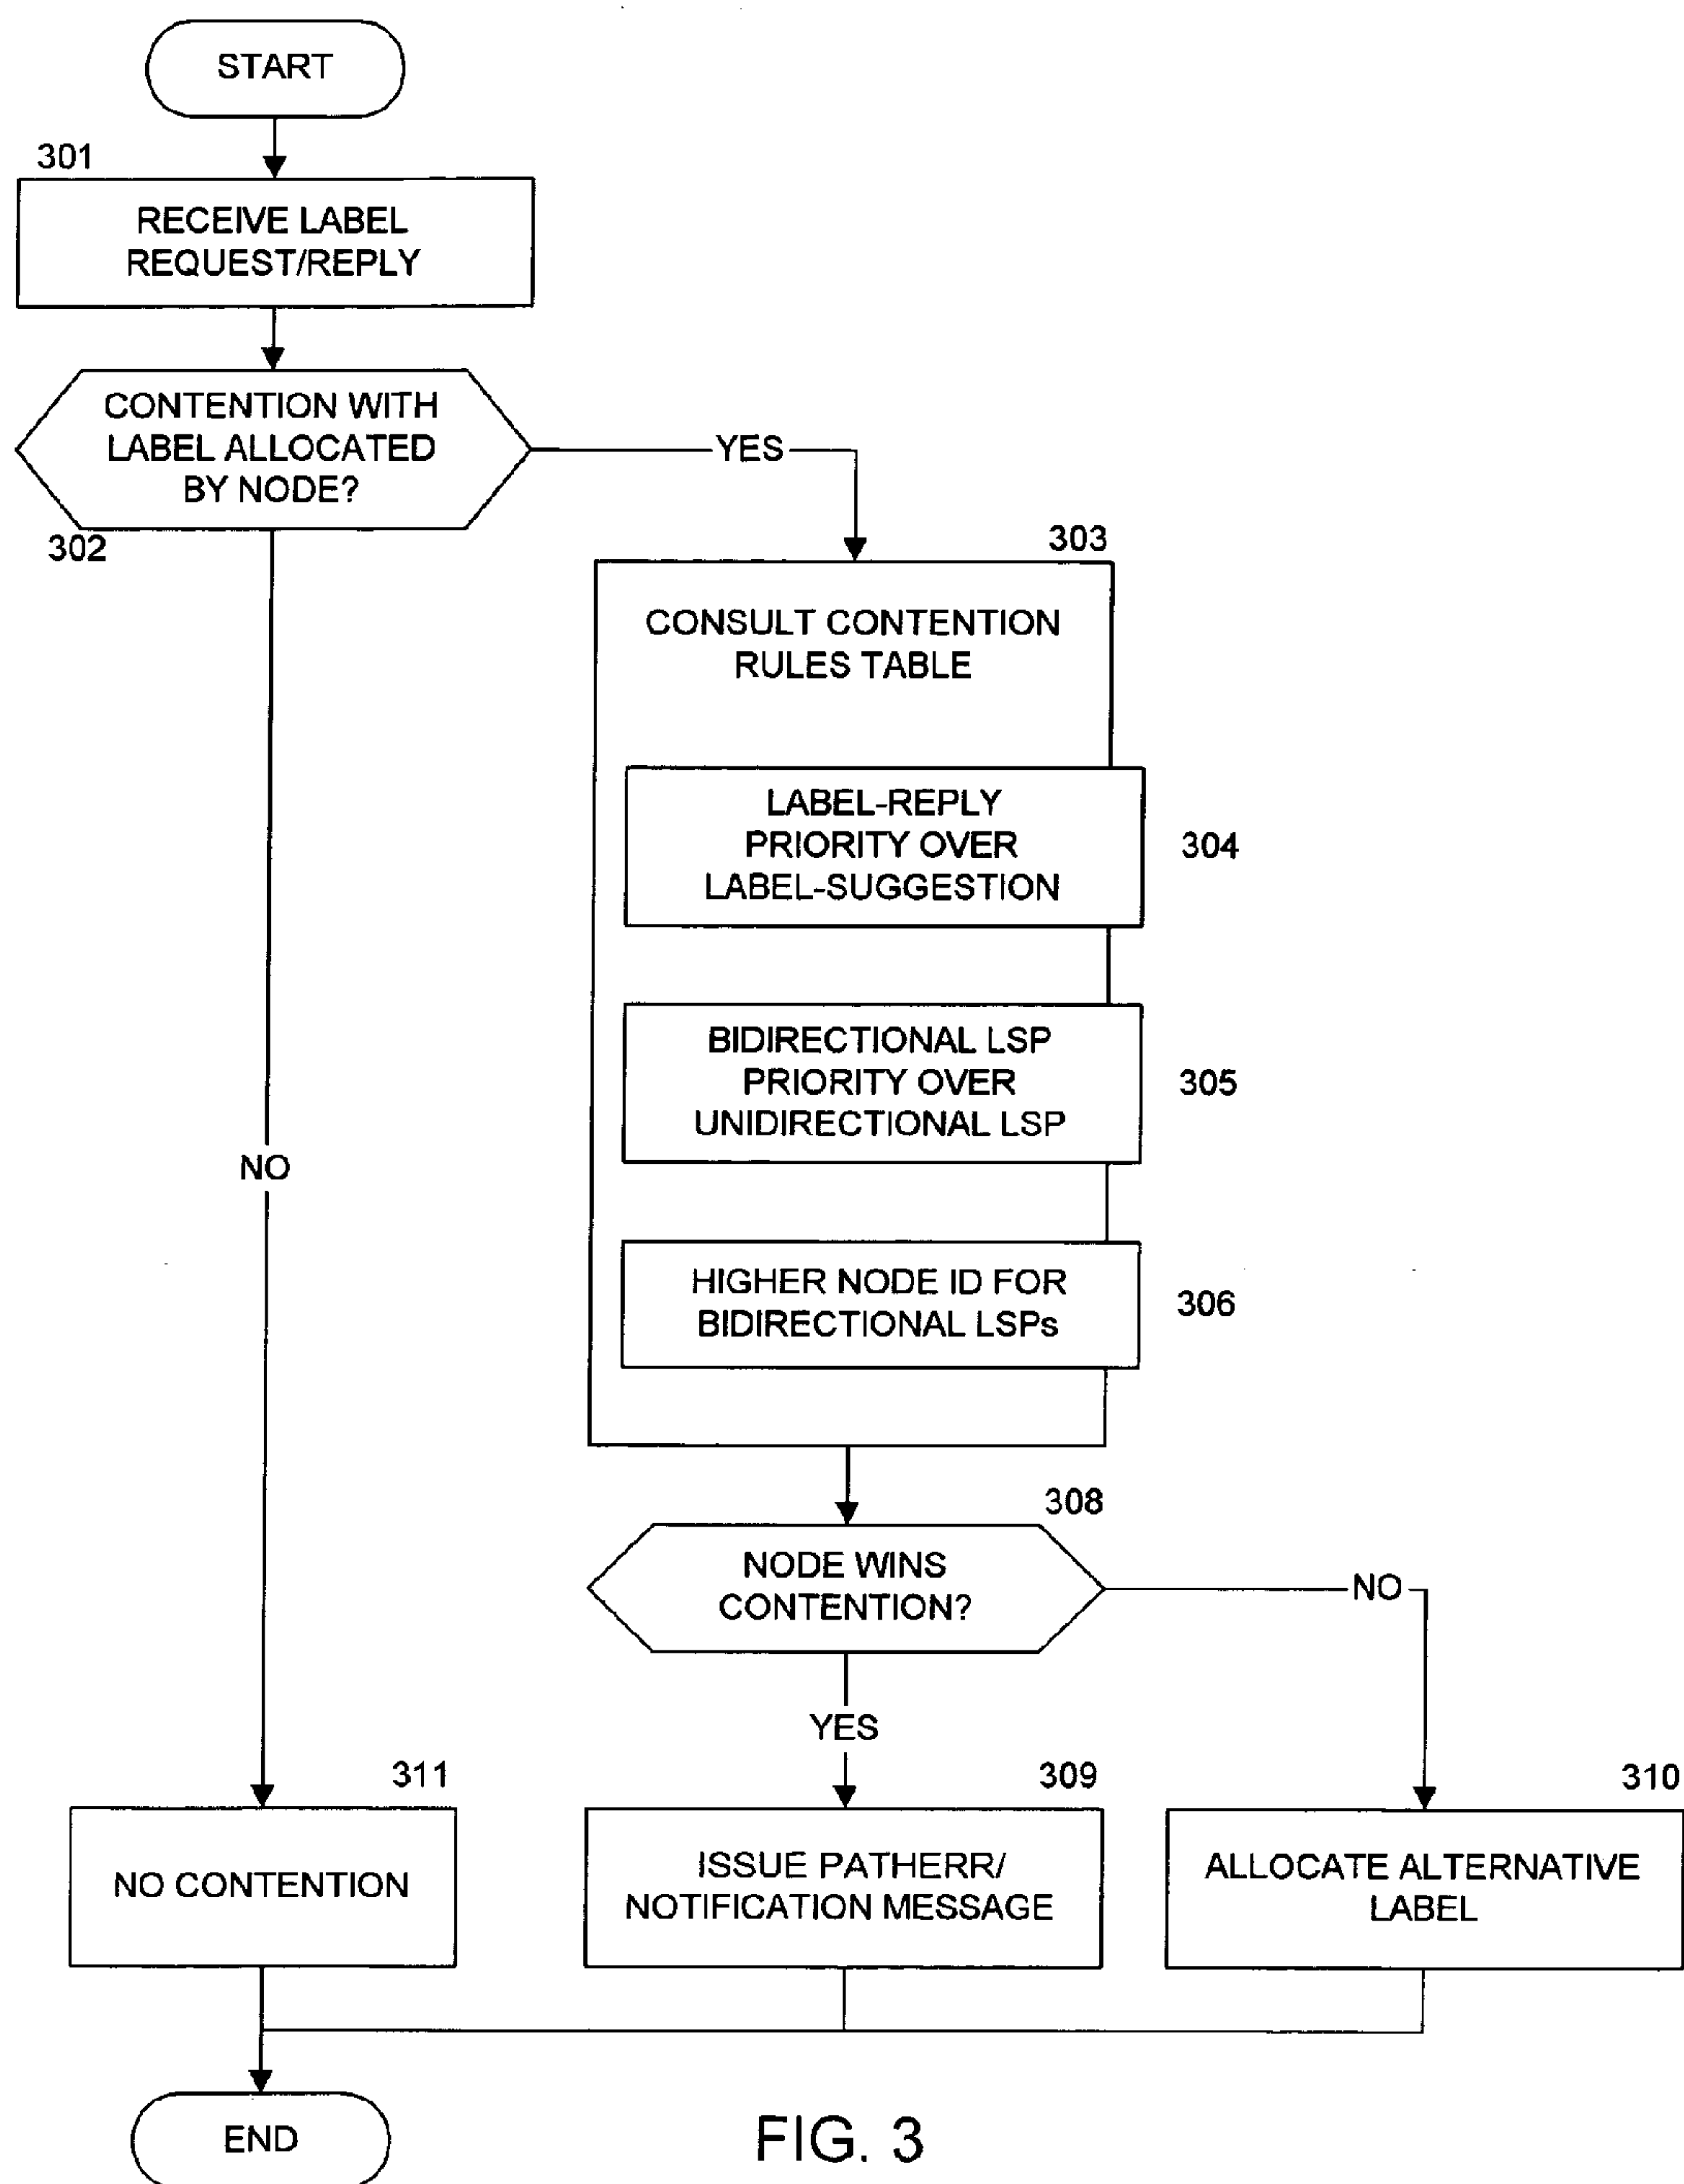 START
301
RECEIVE LABEL
REQUEST/REPLY
CONTENTION WITH
LABEL ALLOCATED
BY NODE?
YES
302
303
CONSULT CONTENTION
RULES TABLE
LABEL-REPLY
PRIORITY OVER
LABEL-SUGGESTION
304
BIDIRECTIONAL LSP
PRIORITY OVER
UNIDIRECTIONAL LSP
305
NO
HIGHER NODE ID FOR
BIDIRECTIONAL LSPs
306
308
NODE WINS
CONTENTION?
NO
YES
311
NO CONTENTION
309
ISSUE PATHERR/
NOTIFICATION MESSAGE
310
ALLOCATE ALTERNATIVE
LABEL
END
FIG. 3